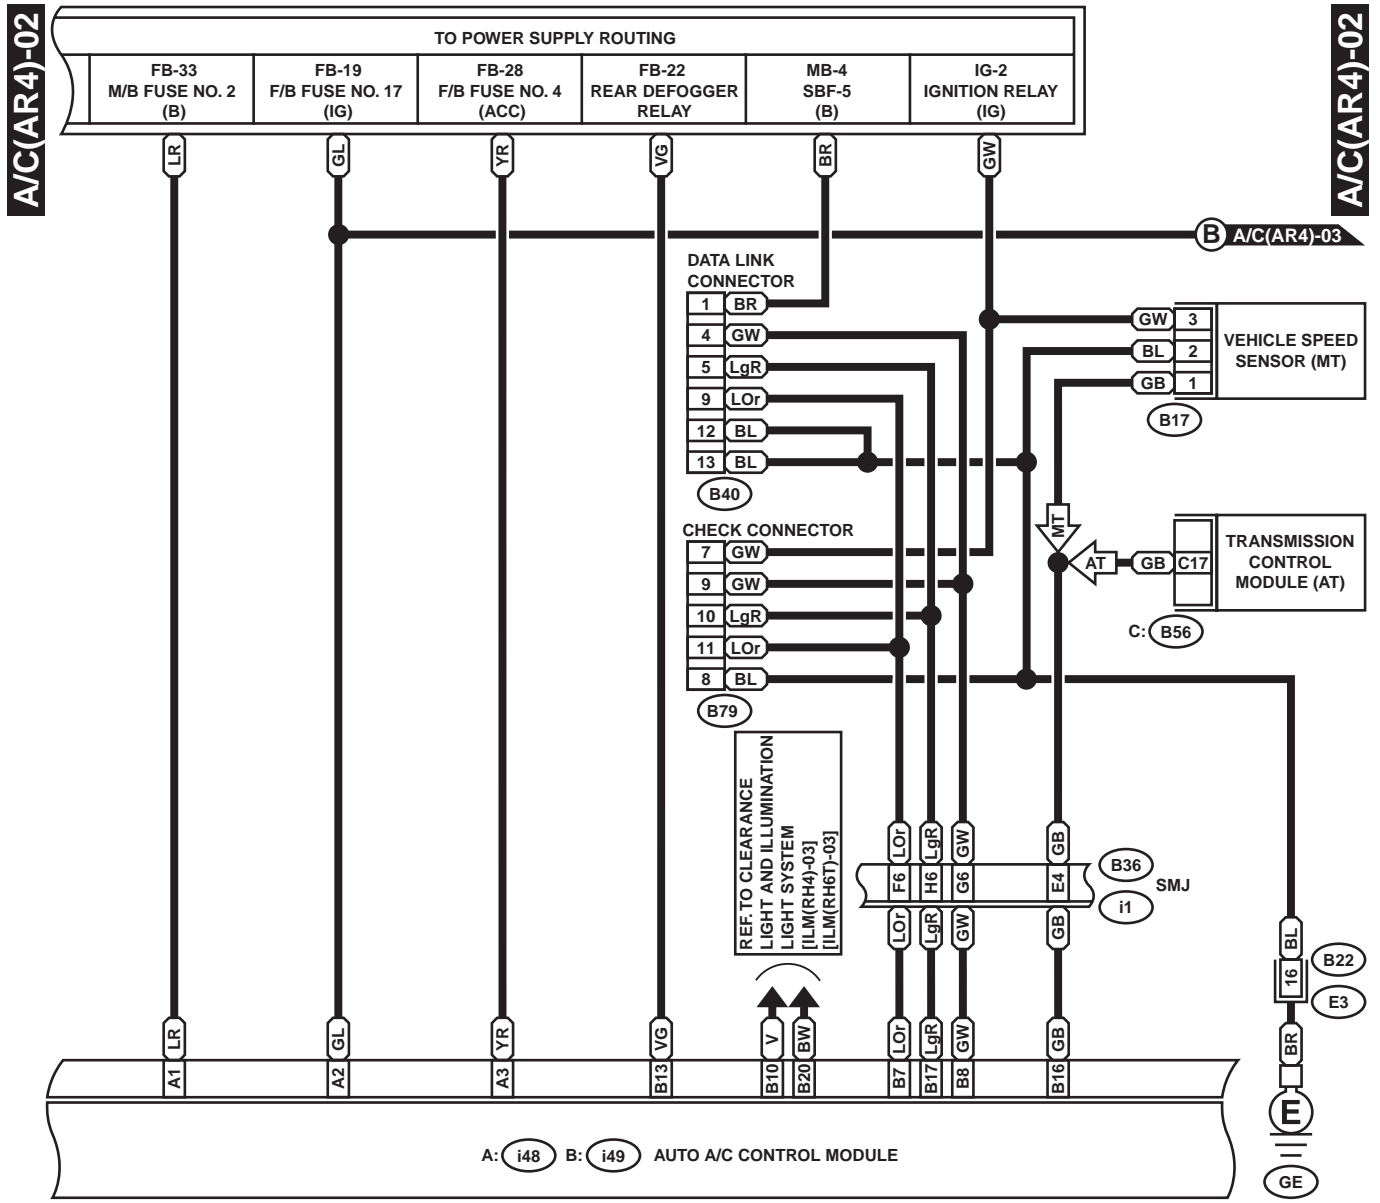 A/C(AR4)-02
A/C(AR4)-02
TO POWER SUPPLY ROUTING
FB-33
M/B FUSE NO. 2
(B)
FB-19
F/B FUSE NO. 17
(IG)
FB-28
F/B FUSE NO. 4
(ACC)
FB-22
REAR DEFOGGER
RELAY
MB-4
SBF-5
(B)
IG-2
IGNITION RELAY
(IG)
LR
GL
YR
VG
BR
GW
B A/C(AR4)-03
DATA LINK
CONNECTOR
1 BR
4 GW
5 LgR
9 LOr
12 BL
13 BL
B40
GW 3
BL 2
GB 1
VEHICLE SPEED
SENSOR (MT)
B17
MT
AT
GB C17
TRANSMISSION
CONTROL
MODULE (AT)
C: B56
CHECK CONNECTOR
7 GW
9 GW
10 LgR
11 LOr
8 BL
B79
REF. TO CLEARANCE
LIGHT AND ILLUMINATION
LIGHT SYSTEM
[ILM(RH4)-03]
[ILM(RH6T)-03]
LOr
LgR
GW
GB
F6
H6
G6
E4
B36
SMJ
i1
LOr
LgR
GW
GB
BL
16
B22
E3
BR
LR
GL
YR
VG
V
BW
LOr
LgR
GW
GB
A1
A2
A3
B13
B10
B20
B7
B17
B8
B16
E
GE
A: i48 B: i49 AUTO A/C CONTROL MODULE